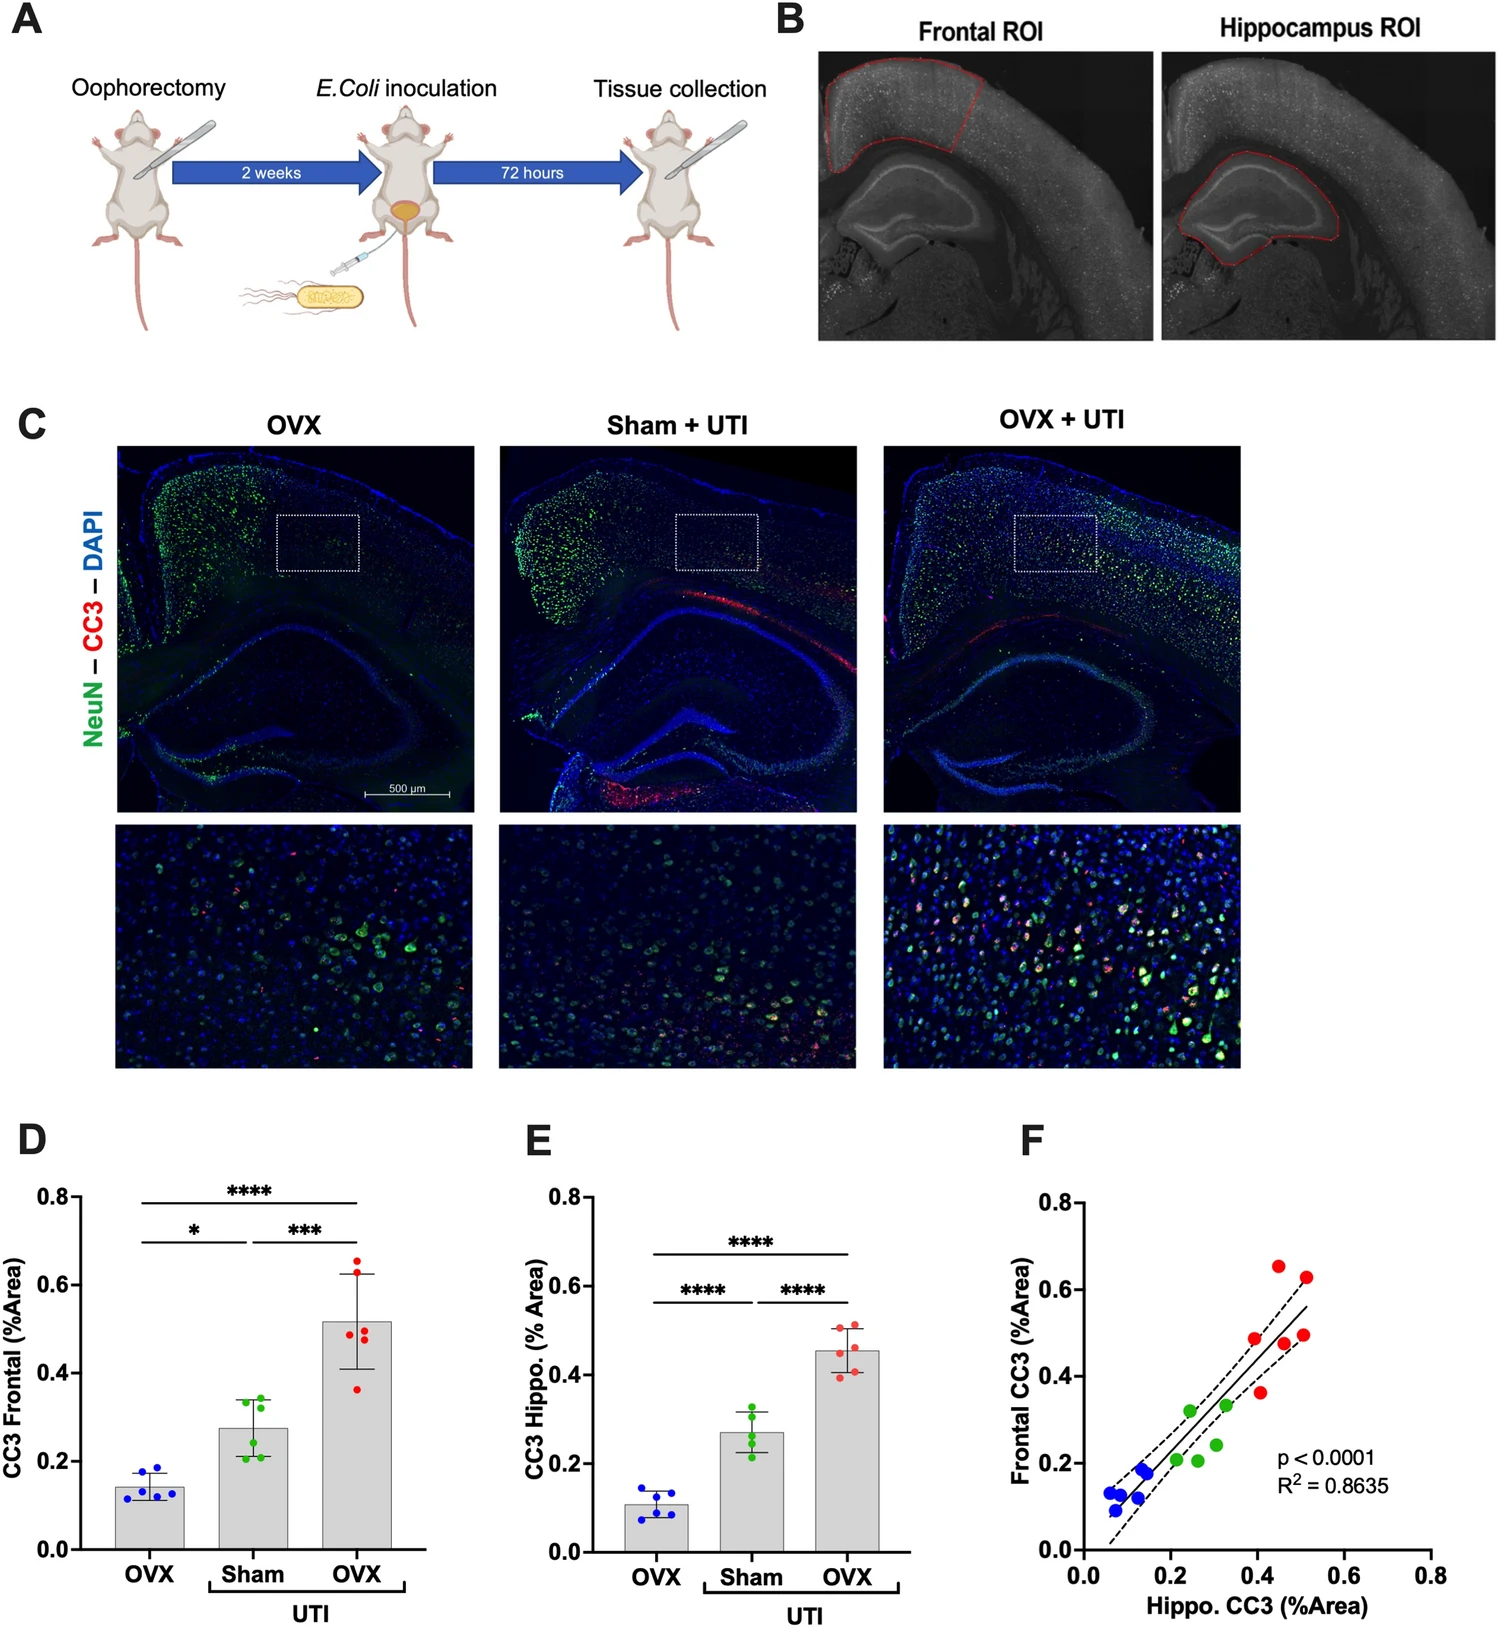 A
Oophorectomy
E.Coli inoculation
Tissue collection
2 weeks
72 hours
B
Frontal ROI
Hippocampus ROI
C
OVX
Sham + UTI
OVX + UTI
NeuN – CC3 – DAPI
500 µm
D
CC3 Frontal (%Area)
0.8
0.6
0.4
0.2
0.0
****
*
***
OVX
Sham
OVX
UTI
E
CC3 Hippo. (% Area)
0.8
0.6
0.4
0.2
0.0
****
****
****
OVX
Sham
OVX
UTI
F
Frontal CC3 (%Area)
0.8
0.6
0.4
0.2
0.0
p < 0.0001
R² = 0.8635
0.0
0.2
0.4
0.6
0.8
Hippo. CC3 (%Area)